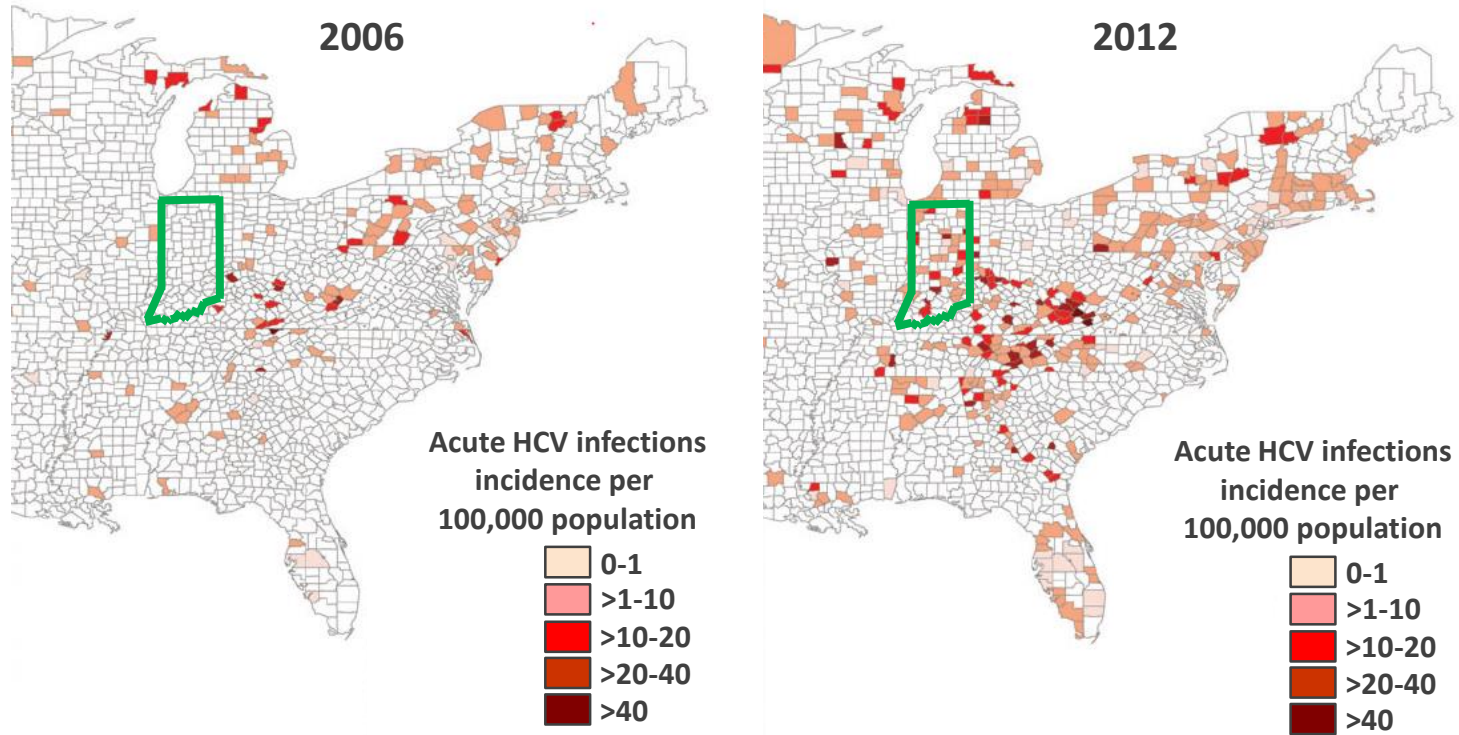 2006
Acute HCV infections
incidence per
100,000 population
0-1
>1-10
>10-20
>20-40
>40
2012
Acute HCV infections
incidence per
100,000 population
0-1
>1-10
>10-20
>20-40
>40